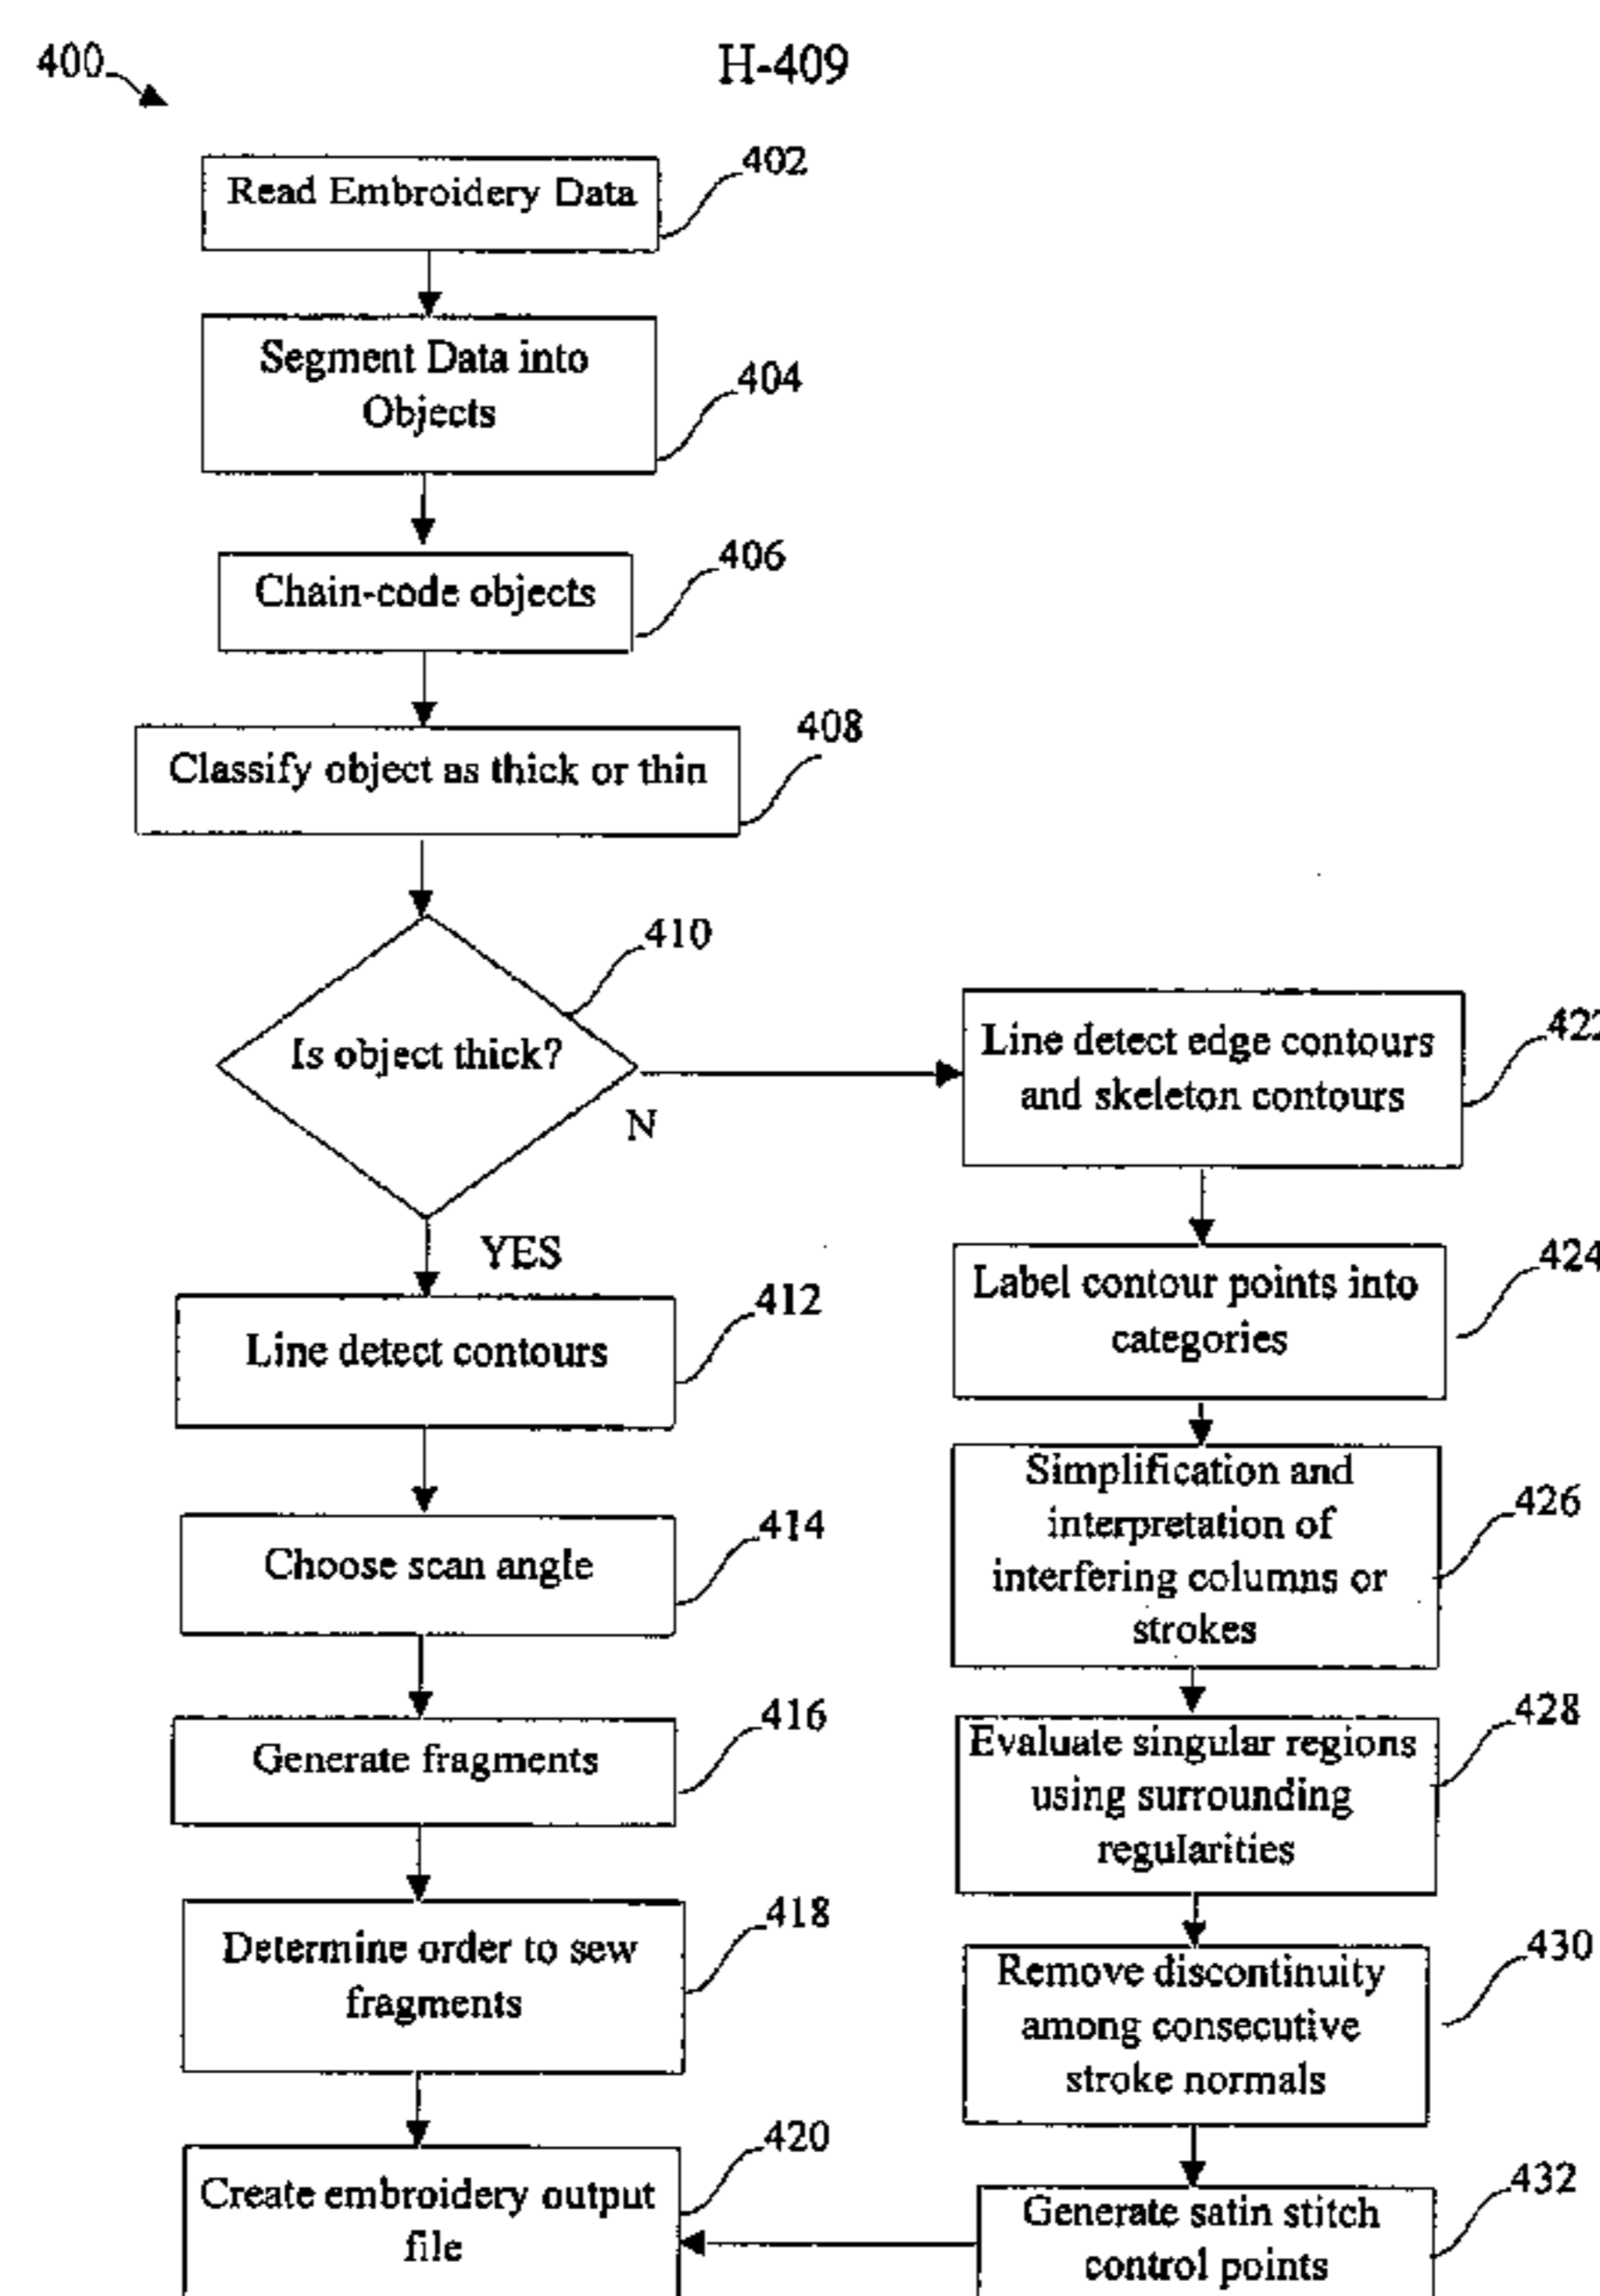 400
H-409
Read Embroidery Data
402
Segment Data into
Objects
404
Chain-code objects
406
Classify object as thick or thin
408
Is object thick?
410
N
YES
Line detect contours
412
Choose scan angle
414
Generate fragments
416
Determine order to sew
fragments
418
Create embroidery output
file
420
Line detect edge contours
and skeleton contours
422
Label contour points into
categories
424
Simplification and
interpretation of
interfering columns or
strokes
426
Evaluate singular regions
using surrounding
regularities
428
Remove discontinuity
among consecutive
stroke normals
430
Generate satin stitch
control points
432